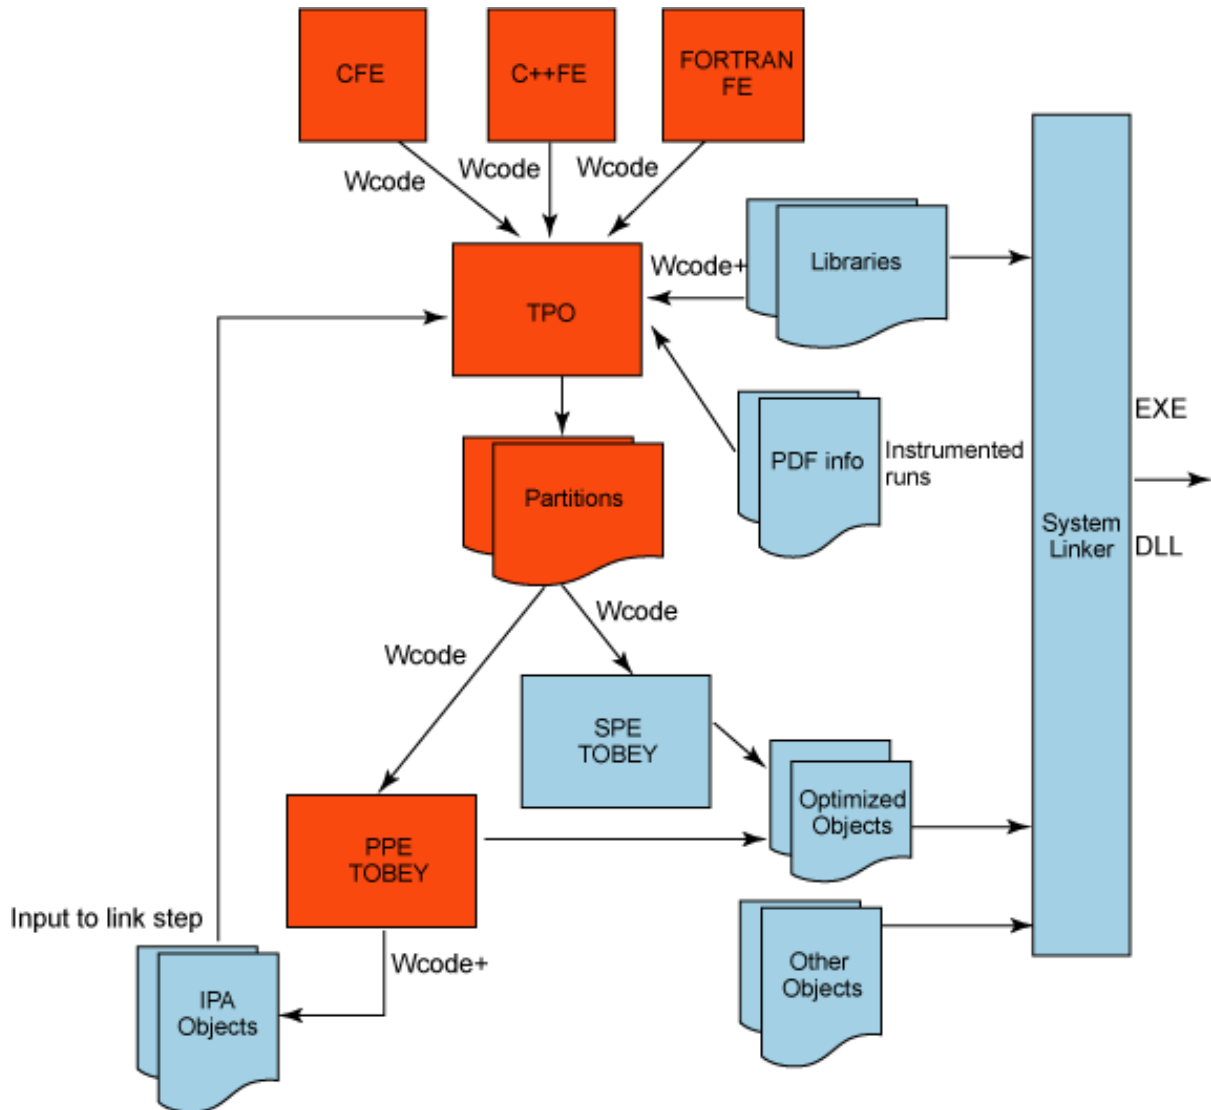 CFE
C++FE
FORTRAN
FE
Wcode
Wcode
Wcode
TPO
Wcode+
Libraries
PDF info
Instrumented
runs
EXE
DLL
System
Linker
Partitions
Wcode
Wcode
SPE
TOBEY
PPE
TOBEY
Optimized
Objects
Input to link step
Wcode+
IPA
Objects
Other
Objects